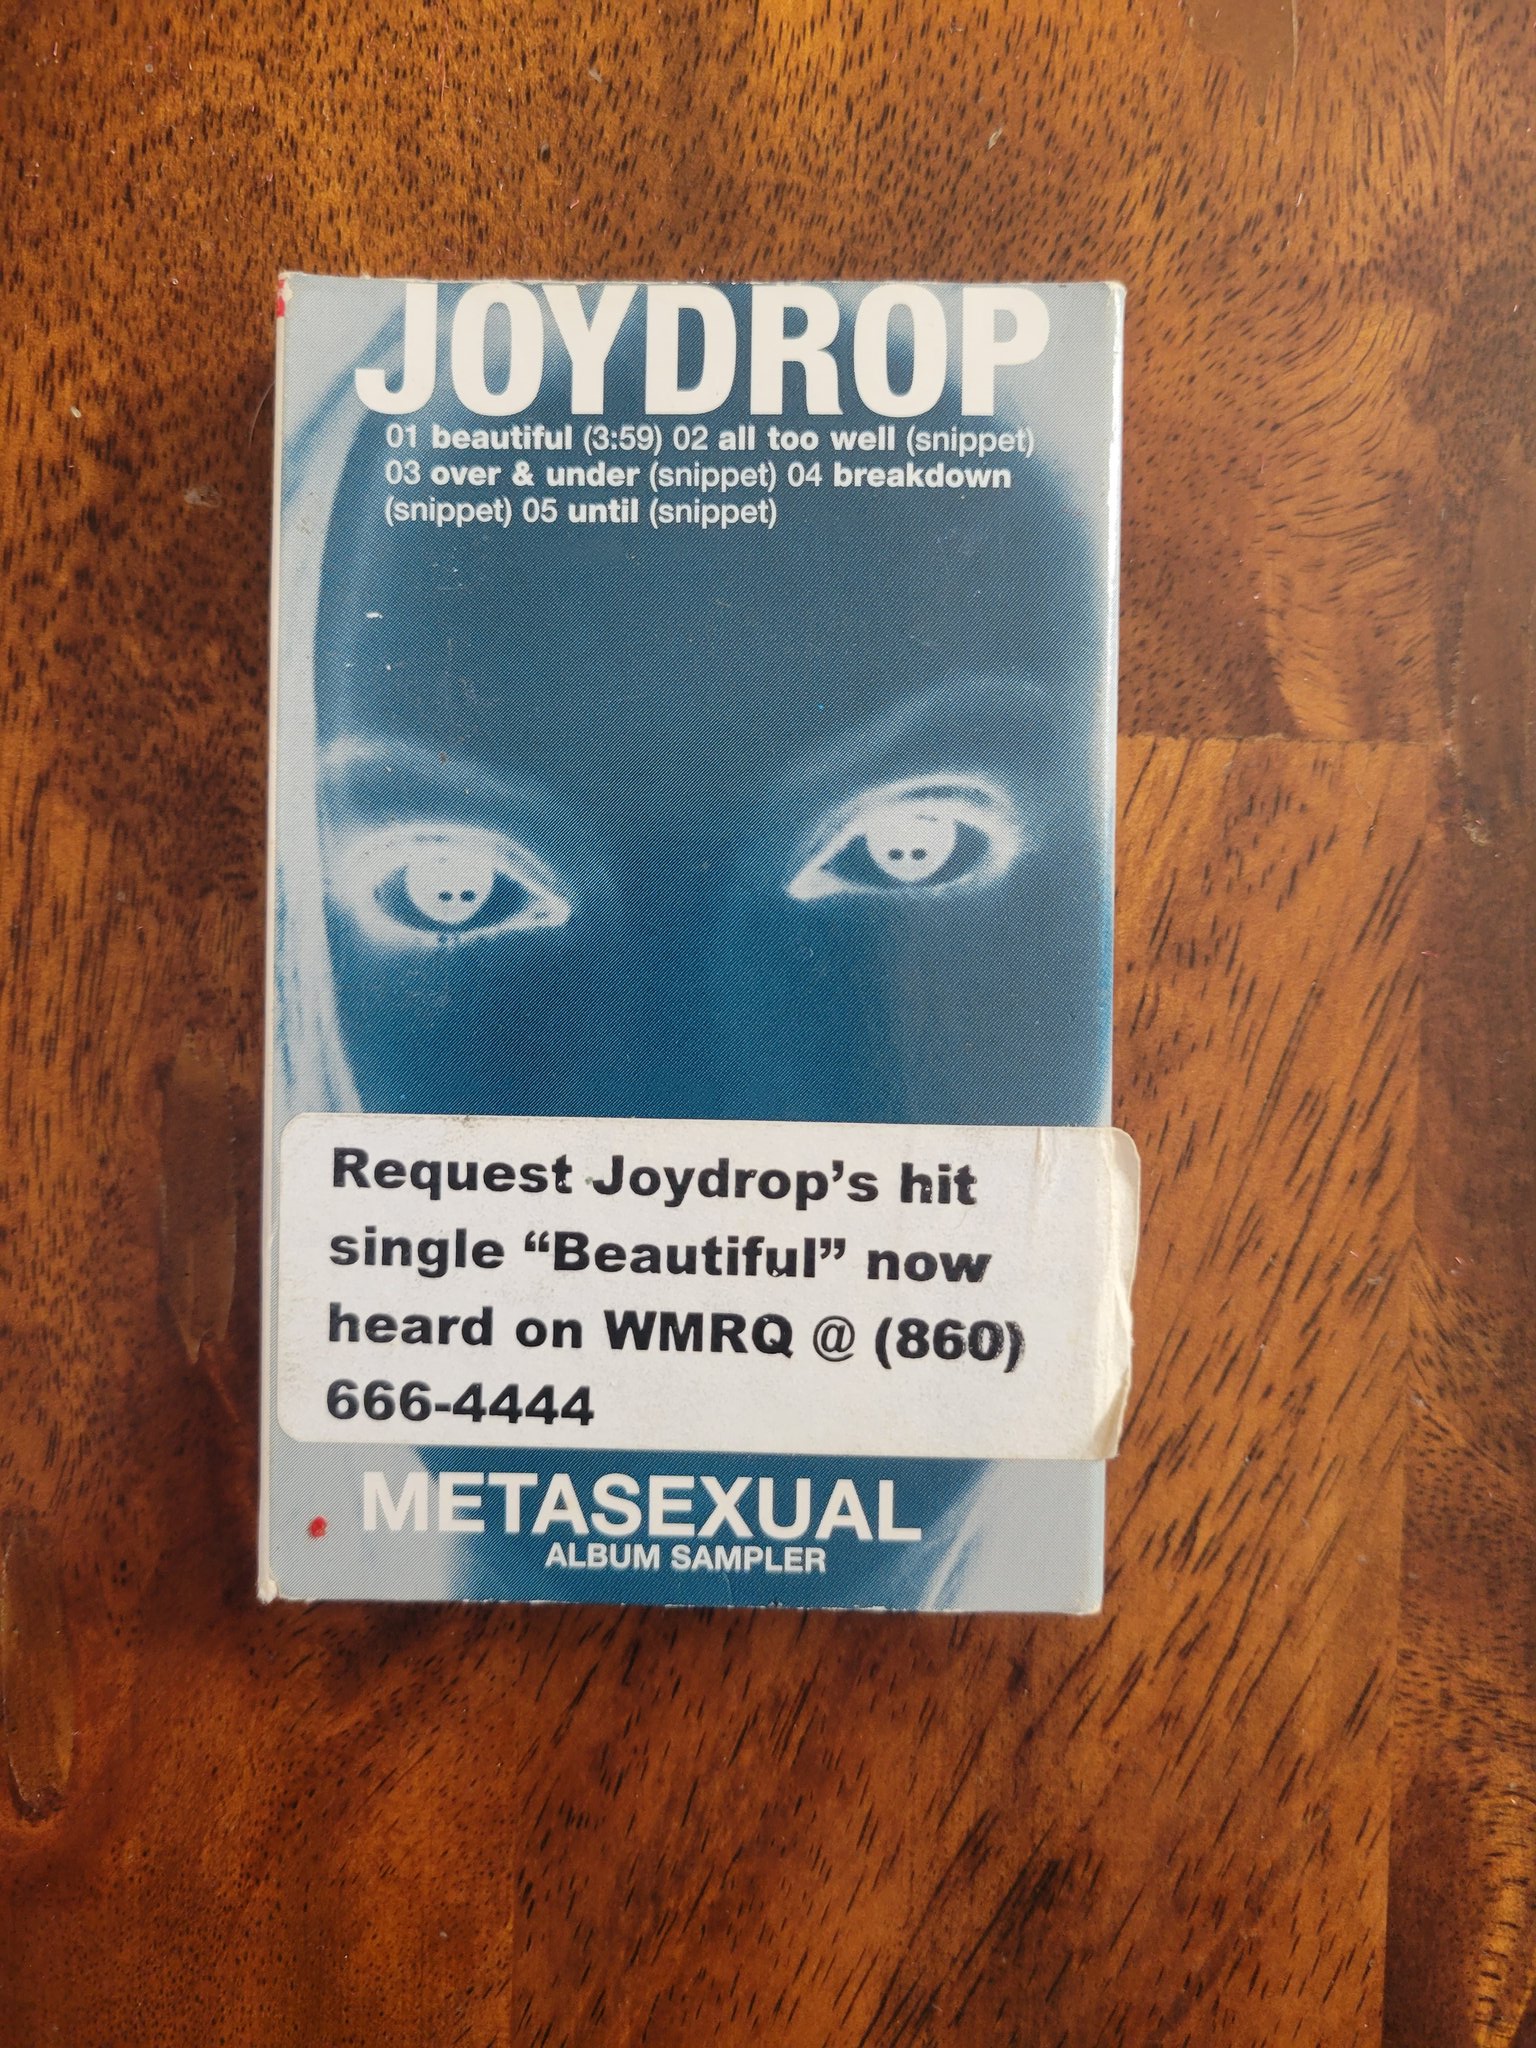 JOYDROP
01 beautiful (3:59) 02 all too well (snippet)
03 over & under (snippet) 04 breakdown
(snippet) 05 until (snippet)
Request Joydrop’s hit
single “Beautiful” now
heard on WMRQ @ (860)
666-4444
METASEXUAL
ALBUM SAMPLER